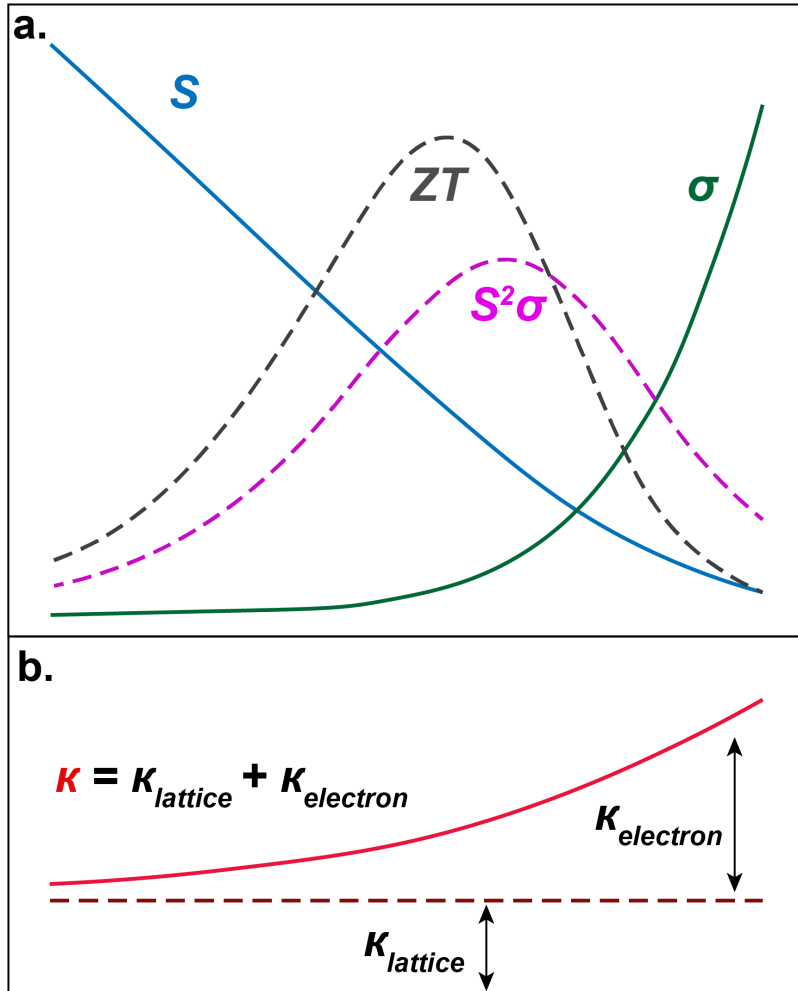 a.
S
ZT
σ
S²σ
b.
κ = κlattice + κelectron
κelectron
κlattice